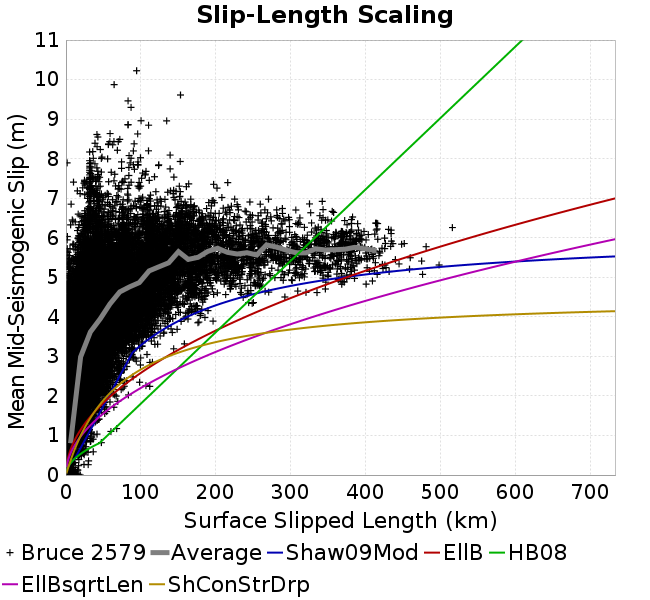 Slip-Length Scaling
Mean Mid-Seismogenic Slip (m)
11
10
9
8
7
6
5
4
3
2
1
0
0 100 200 300 400 500 600 700
Surface Slipped Length (km)
Bruce 2579 Average Shaw09Mod EllB HB08
EllBsqrtLen ShConStrDrp